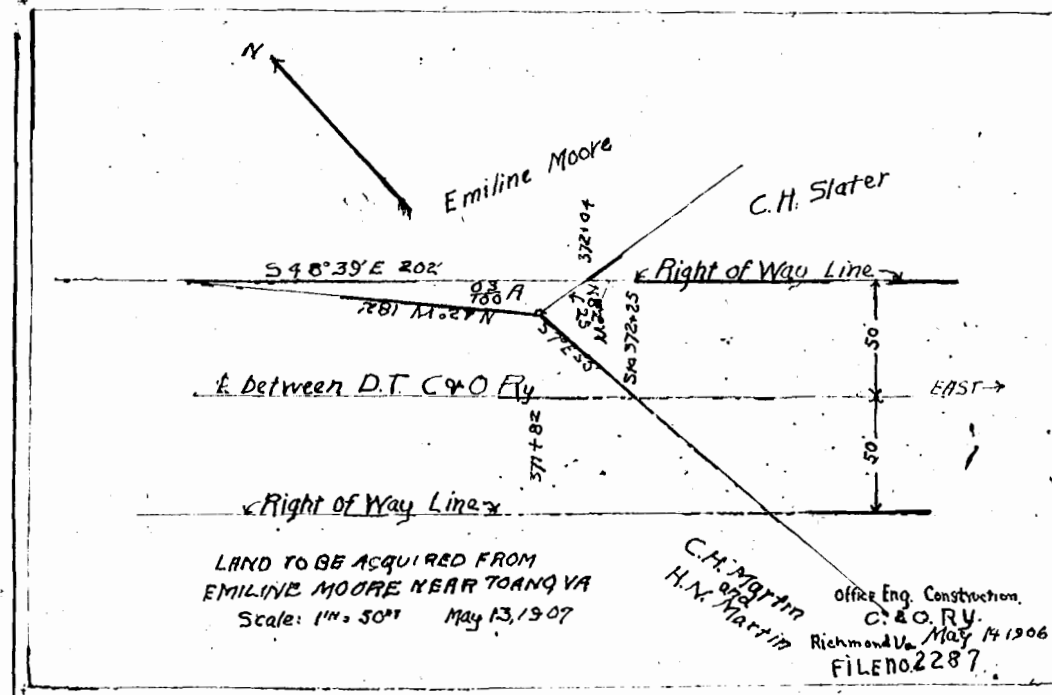 N
Emiline Moore
C.H. Slater
372+04
S 48°39'E 202'
Right of Way Line
03/100 A
25
Sta 372+25
50'
℄ between D.T. C&O Ry
EAST
371+82
50'
Right of Way Line
LAND TO BE ACQUIRED FROM
EMILINE MOORE NEAR TOANO VA
Scale: 1IN = 50FT May 13, 1907
C.H. Martin
and
H.N. Martin
Office Eng. Construction.
C. & O. RY.
Richmond Va May 14 1906
FILE NO. 2287